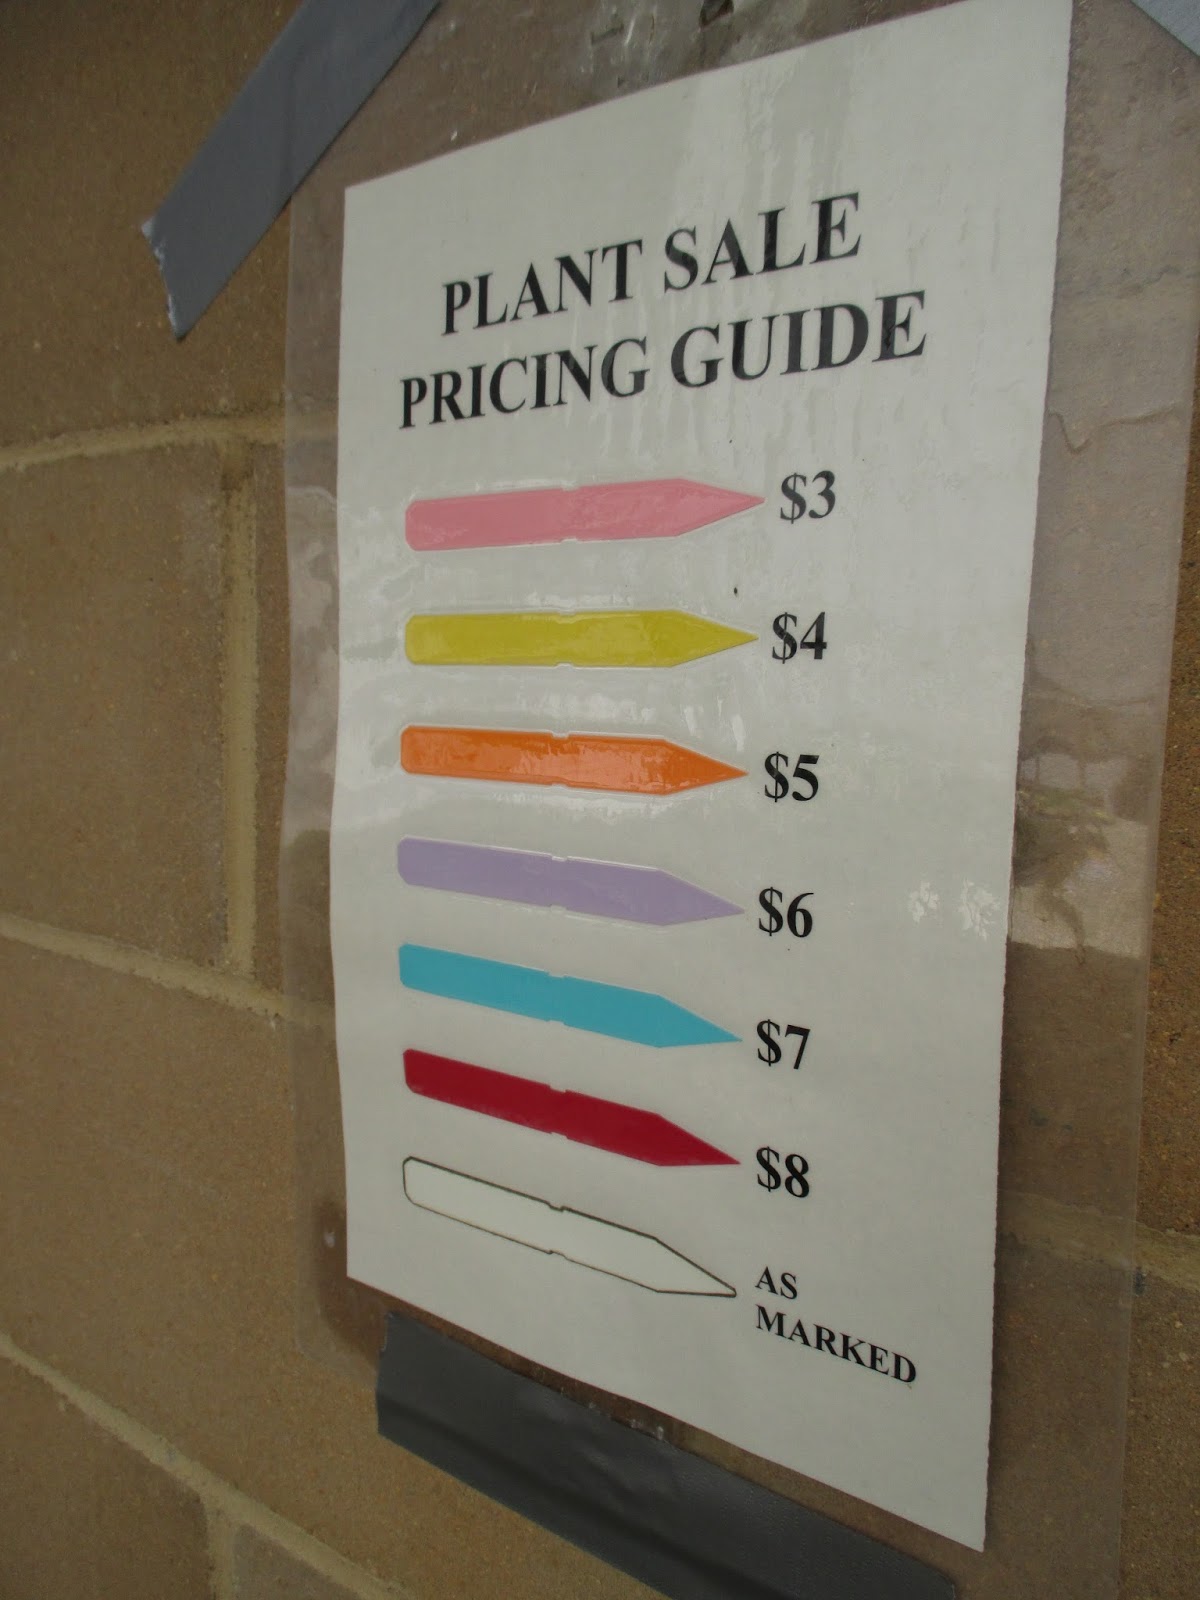 PLANT SALE
PRICING GUIDE
$3
$4
$5
$6
$7
$8
AS
MARKED